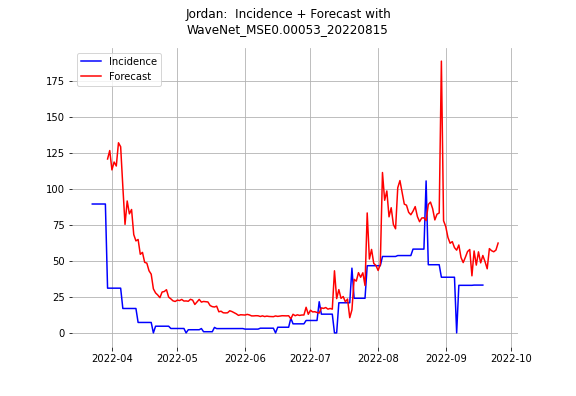 Jordan:  Incidence + Forecast with
WaveNet_MSE0.00053_20220815
Incidence
Forecast
175
150
125
100
75
50
25
0
2022-04 2022-05 2022-06 2022-07 2022-08 2022-09 2022-10